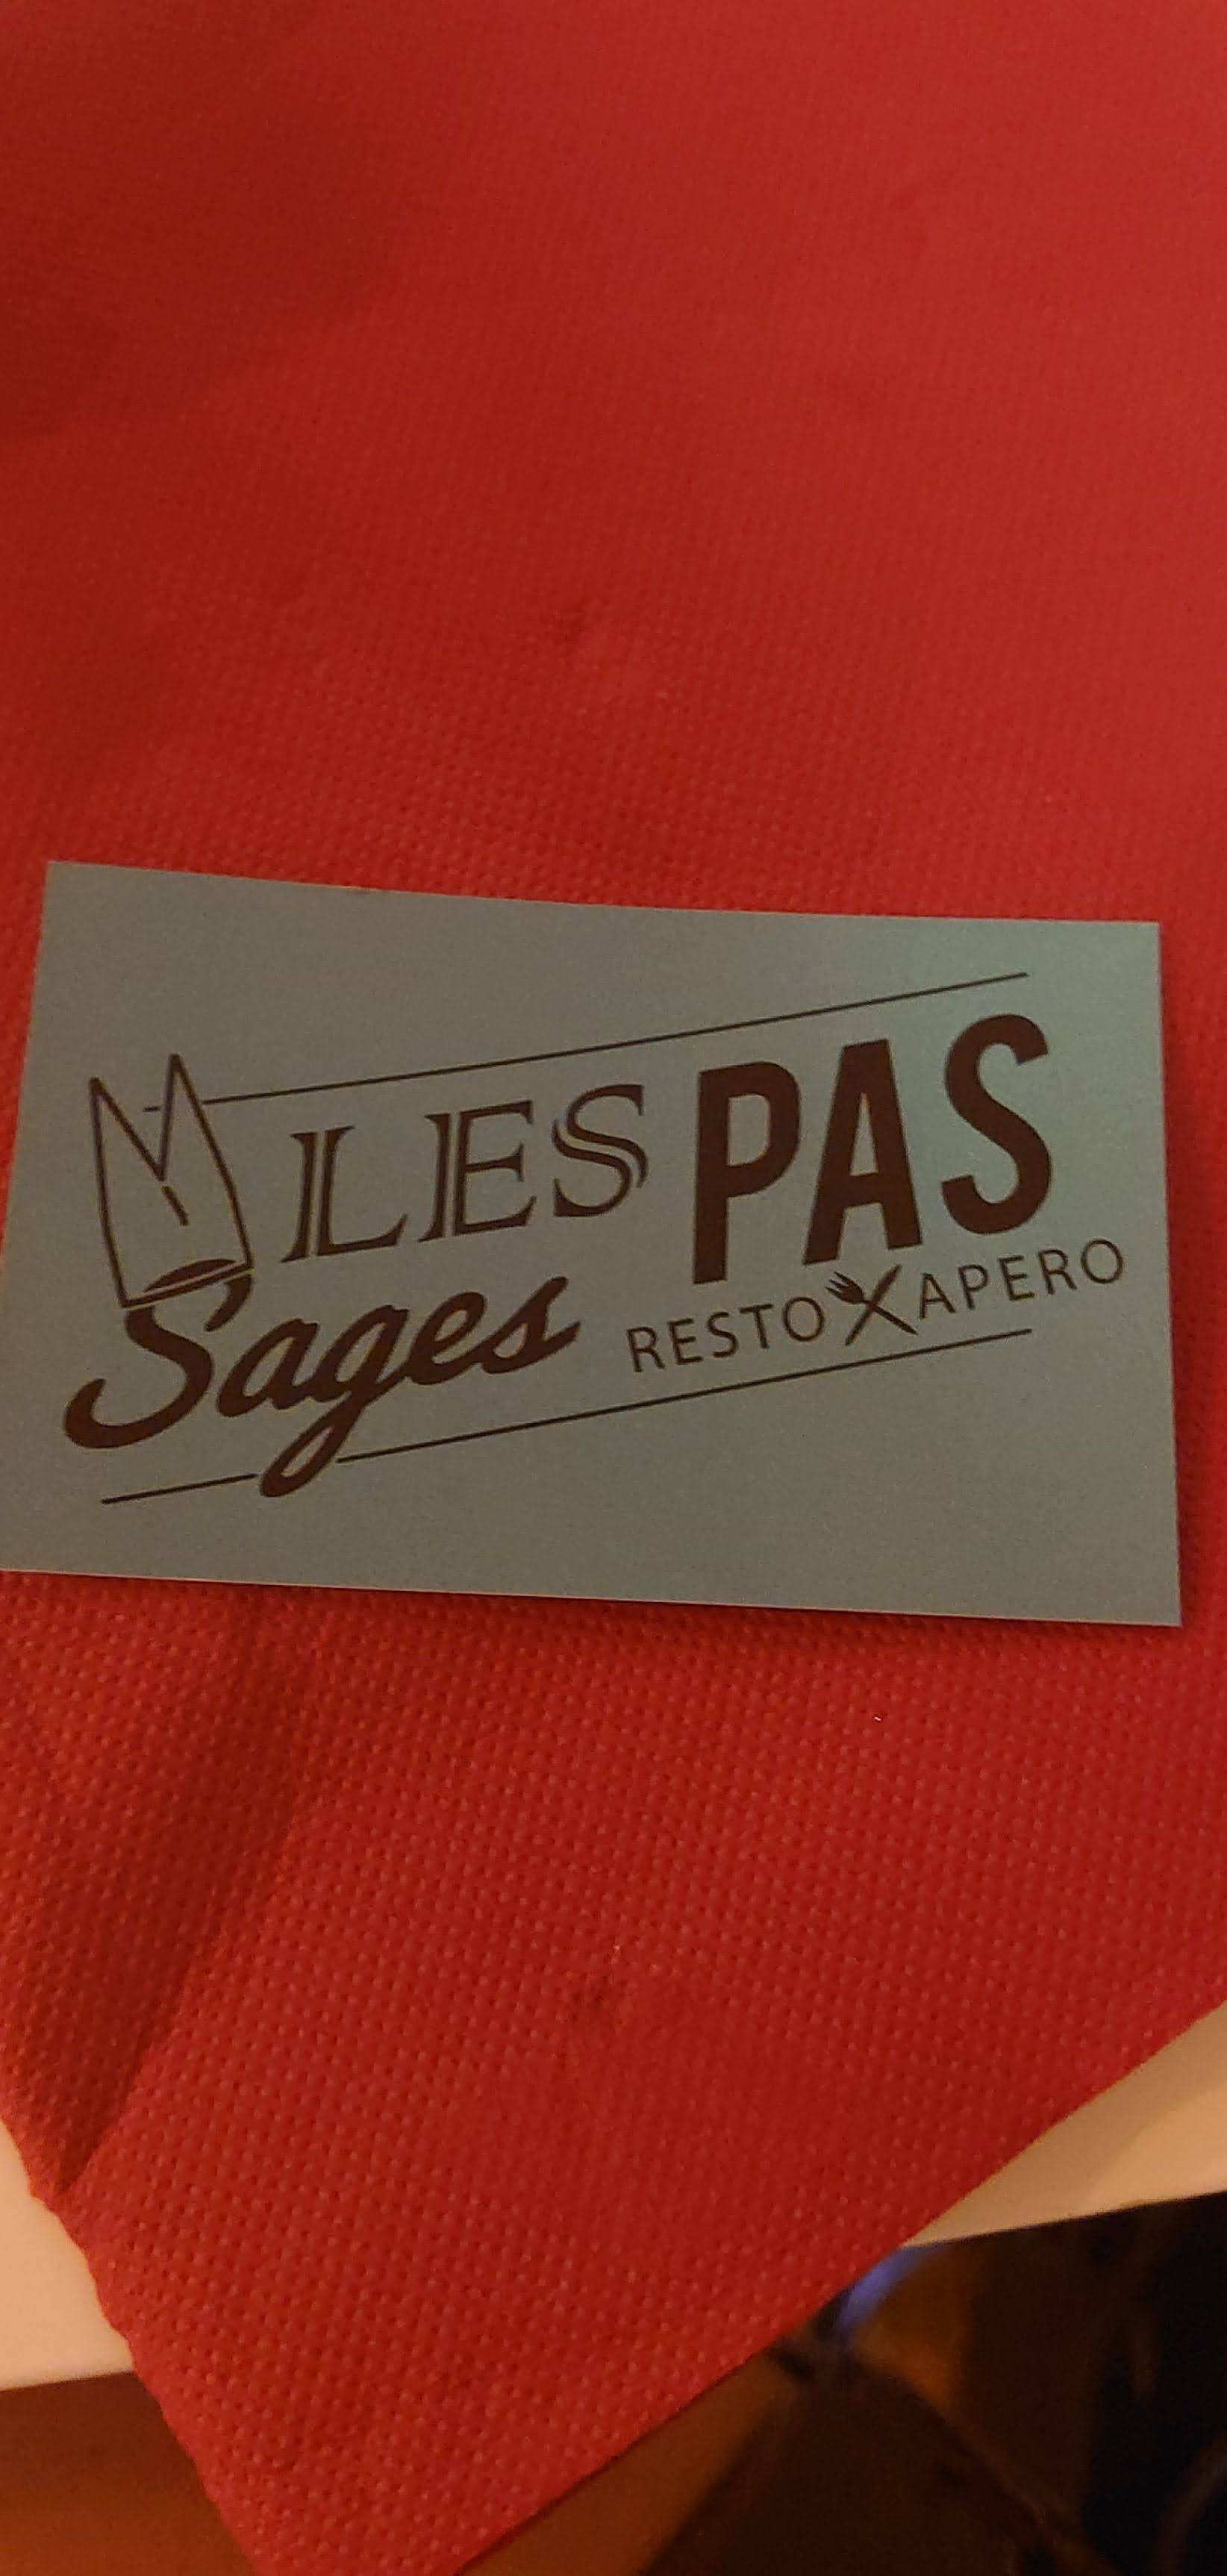 LES PAS
Sages
RESTO APERO